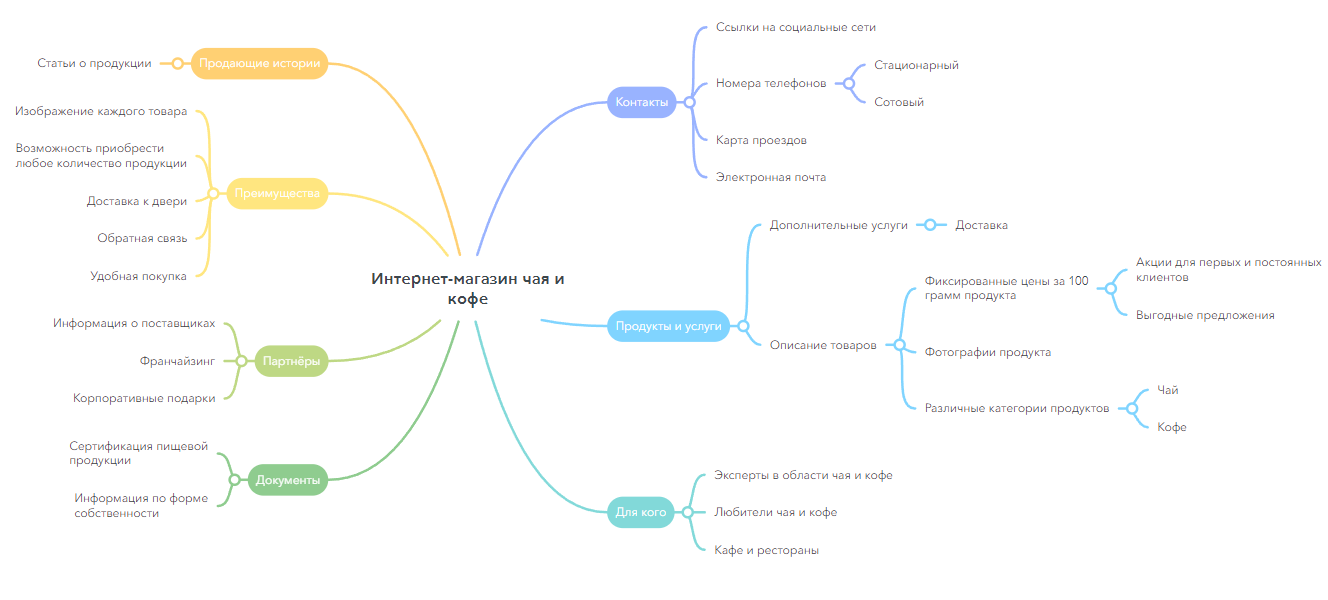 Интернет-магазин чая и
кофе
Продающие истории
Статьи о продукции
Преимущества
Изображение каждого товара
Возможность приобрести
любое количество продукции
Доставка к двери
Обратная связь
Удобная покупка
Партнёры
Информация о поставщиках
Франчайзинг
Корпоративные подарки
Документы
Сертификация пищевой
продукции
Информация по форме
собственности
Контакты
Ссылки на социальные сети
Номера телефонов
Стационарный
Сотовый
Карта проездов
Электронная почта
Продукты и услуги
Дополнительные услуги
Доставка
Описание товаров
Фиксированные цены за 100
грамм продукта
Акции для первых и постоянных
клиентов
Выгодные предложения
Фотографии продукта
Различные категории продуктов
Чай
Кофе
Для кого
Эксперты в области чая и кофе
Любители чая и кофе
Кафе и рестораны